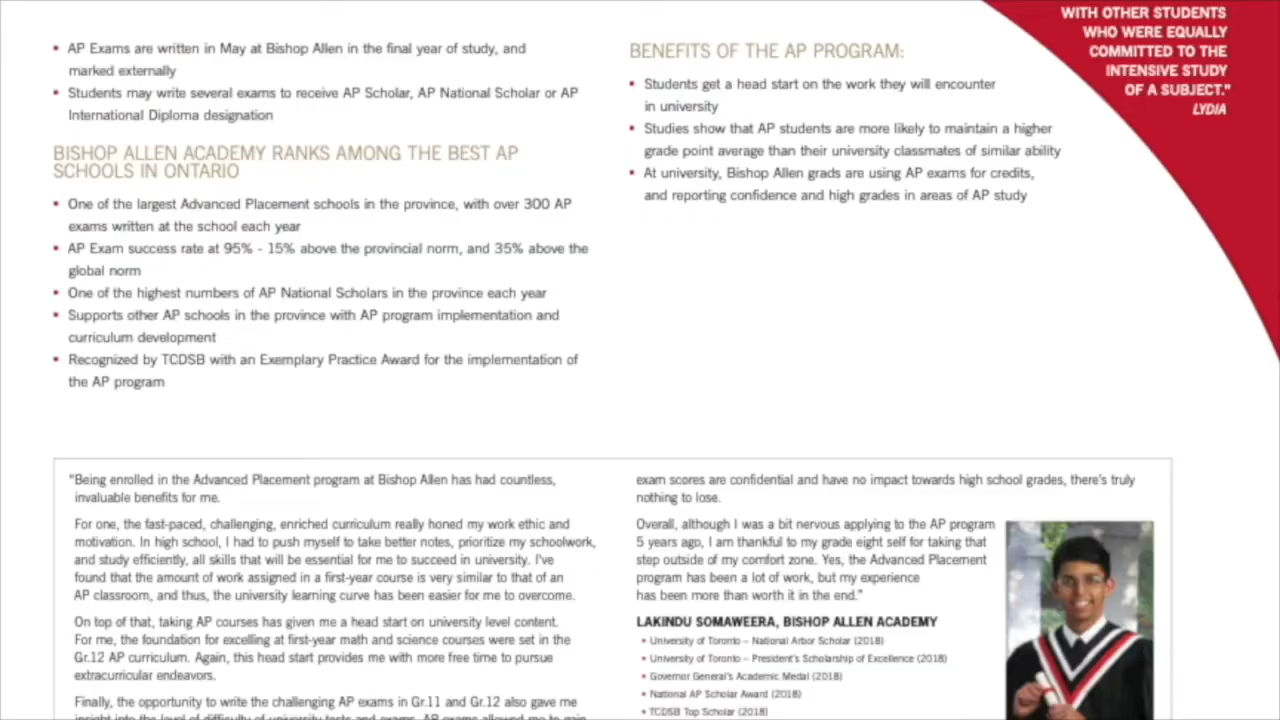 ▪ AP Exams are written in May at Bishop Allen in the final year of study, and
marked externally
▪ Students may write several exams to receive AP Scholar, AP National Scholar or AP
International Diploma designation
BISHOP ALLEN ACADEMY RANKS AMONG THE BEST AP
SCHOOLS IN ONTARIO
▪ One of the largest Advanced Placement schools in the province, with over 300 AP
exams written at the school each year
▪ AP Exam success rate at 95% - 15% above the provincial norm, and 35% above the
global norm
▪ One of the highest numbers of AP National Scholars in the province each year
▪ Supports other AP schools in the province with AP program implementation and
curriculum development
▪ Recognized by TCDSB with an Exemplary Practice Award for the implementation of
the AP program
BENEFITS OF THE AP PROGRAM:
▪ Students get a head start on the work they will encounter
in university
▪ Studies show that AP students are more likely to maintain a higher
grade point average than their university classmates of similar ability
▪ At university, Bishop Allen grads are using AP exams for credits,
and reporting confidence and high grades in areas of AP study
WITH OTHER STUDENTS
WHO WERE EQUALLY
COMMITTED TO THE
INTENSIVE STUDY
OF A SUBJECT."
LYDIA
"Being enrolled in the Advanced Placement program at Bishop Allen has had countless,
invaluable benefits for me.
For one, the fast-paced, challenging, enriched curriculum really honed my work ethic and
motivation. In high school, I had to push myself to take better notes, prioritize my schoolwork,
and study efficiently, all skills that will be essential for me to succeed in university. I've
found that the amount of work assigned in a first-year course is very similar to that of an
AP classroom, and thus, the university learning curve has been easier for me to overcome.
On top of that, taking AP courses has given me a head start on university level content.
For me, the foundation for excelling at first-year math and science courses were set in the
Gr.12 AP curriculum. Again, this head start provides me with more free time to pursue
extracurricular endeavors.
Finally, the opportunity to write the challenging AP exams in Gr.11 and Gr.12 also gave me
insight into the level of difficulty of university tests and exams. AP exams allowed me to gain
exam scores are confidential and have no impact towards high school grades, there's truly
nothing to lose.
Overall, although I was a bit nervous applying to the AP program
5 years ago, I am thankful to my grade eight self for taking that
step outside of my comfort zone. Yes, the Advanced Placement
program has been a lot of work, but my experience
has been more than worth it in the end."
LAKINDU SOMAWEERA, BISHOP ALLEN ACADEMY
▪ University of Toronto – National Arbor Scholar (2018)
▪ University of Toronto – President's Scholarship of Excellence (2018)
▪ Governor General's Academic Medal (2018)
▪ National AP Scholar Award (2018)
▪ TCDSB Top Scholar (2018)